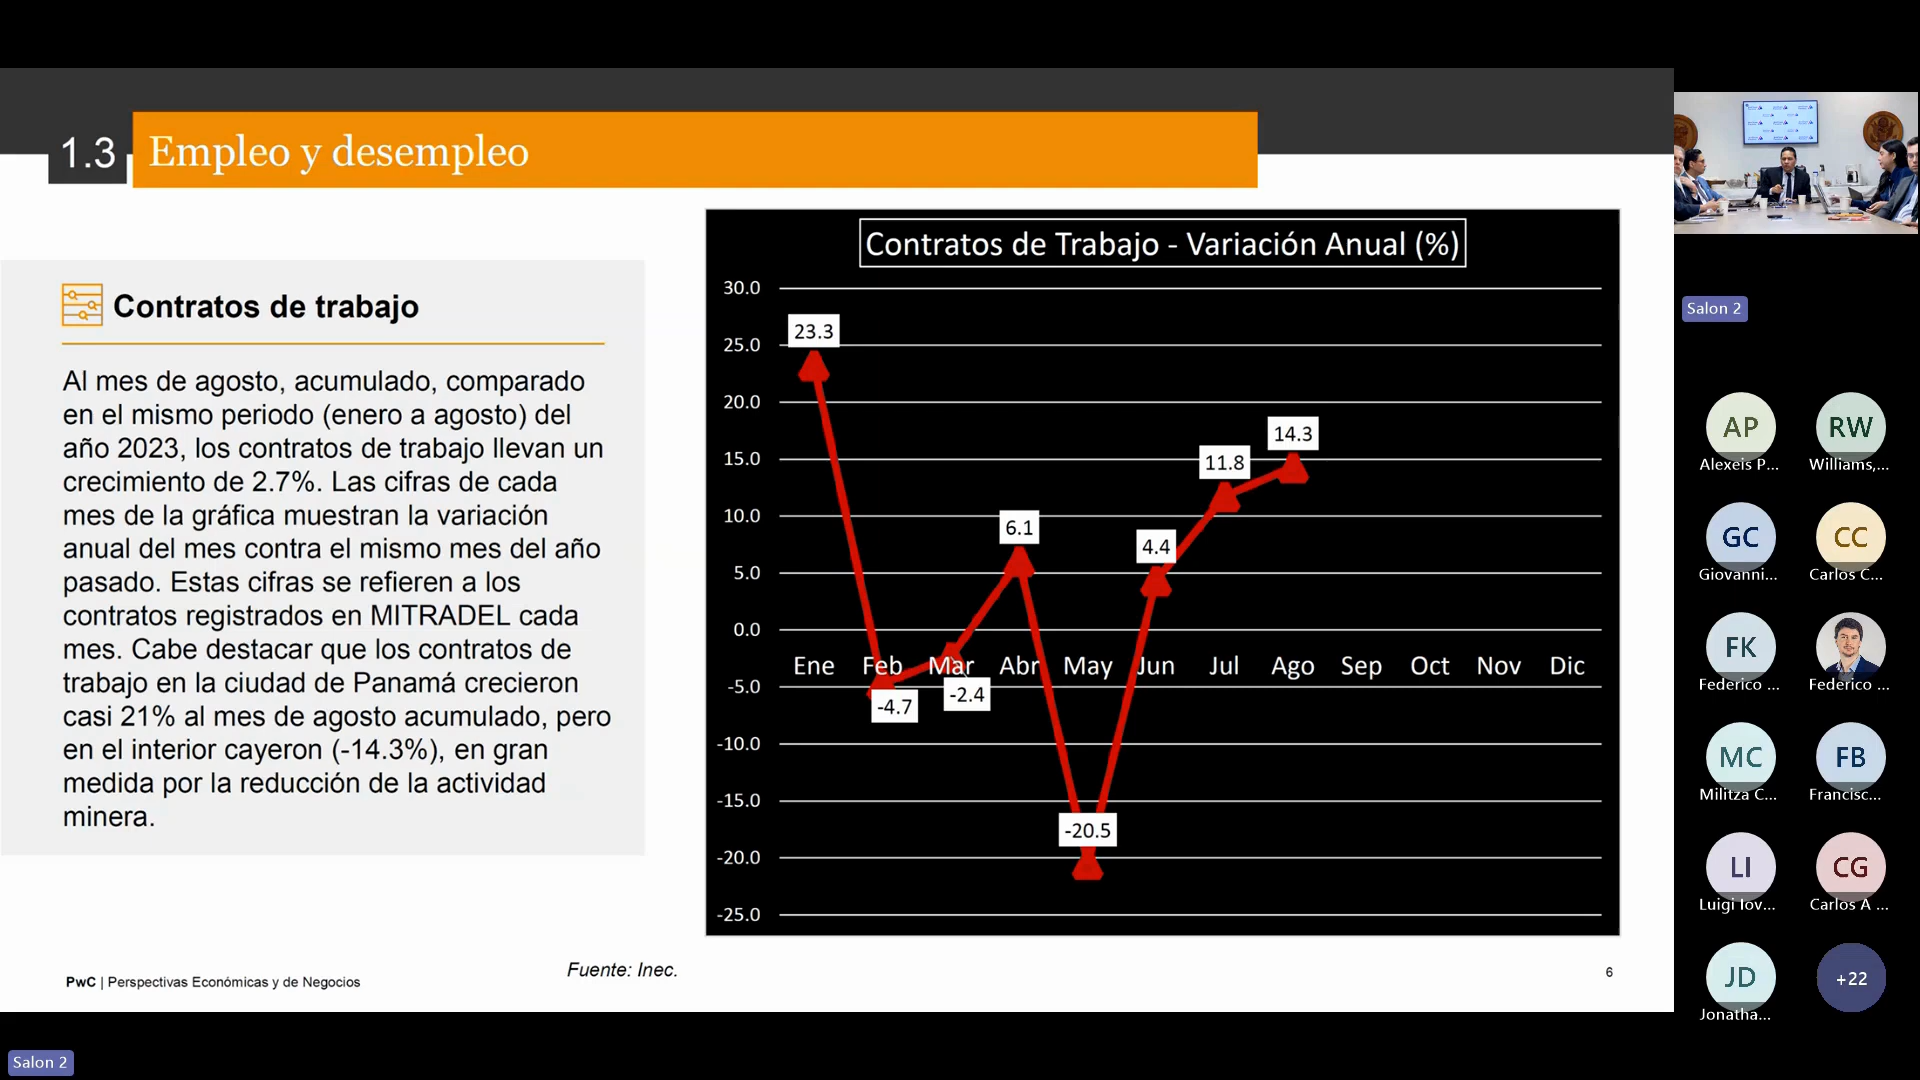 1.3
Empleo y desempleo
Contratos de trabajo
Al mes de agosto, acumulado, comparado
en el mismo periodo (enero a agosto) del
año 2023, los contratos de trabajo llevan un
crecimiento de 2.7%. Las cifras de cada
mes de la gráfica muestran la variación
anual del mes contra el mismo mes del año
pasado. Estas cifras se refieren a los
contratos registrados en MITRADEL cada
mes. Cabe destacar que los contratos de
trabajo en la ciudad de Panamá crecieron
casi 21% al mes de agosto acumulado, pero
en el interior cayeron (-14.3%), en gran
medida por la reducción de la actividad
minera.
Contratos de Trabajo - Variación Anual (%)
30.0
25.0
20.0
15.0
10.0
5.0
0.0
-5.0
-10.0
-15.0
-20.0
-25.0
23.3
-4.7
-2.4
6.1
-20.5
4.4
11.8
14.3
Ene Feb Mar Abr May Jun Jul Ago Sep Oct Nov Dic
Fuente: Inec.
PwC | Perspectivas Económicas y de Negocios
6
Salon 2
AP
Alexeis P...
RW
Williams,...
GC
Giovanni...
CC
Carlos C...
FK
Federico ...
Federico ...
MC
Militza C...
FB
Francisc...
LI
Luigi Iov...
CG
Carlos A ...
JD
Jonatha...
+22
Salon 2